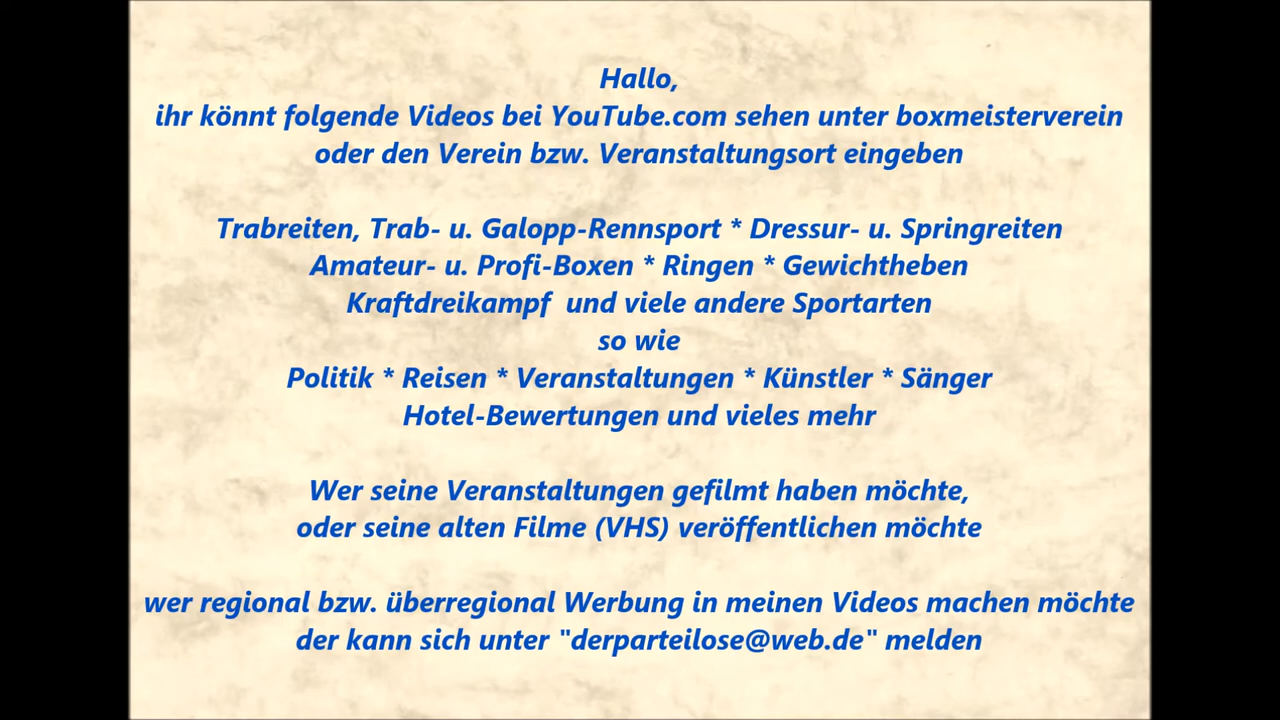 Hallo,
ihr könnt folgende Videos bei YouTube.com sehen unter boxmeisterverein
oder den Verein bzw. Veranstaltungsort eingeben
Trabreiten, Trab- u. Galopp-Rennsport * Dressur- u. Springreiten
Amateur- u. Profi-Boxen * Ringen * Gewichtheben
Kraftdreikampf  und viele andere Sportarten
so wie
Politik * Reisen * Veranstaltungen * Künstler * Sänger
Hotel-Bewertungen und vieles mehr
Wer seine Veranstaltungen gefilmt haben möchte,
oder seine alten Filme (VHS) veröffentlichen möchte
wer regional bzw. überregional Werbung in meinen Videos machen möchte
der kann sich unter "derparteilose@web.de" melden